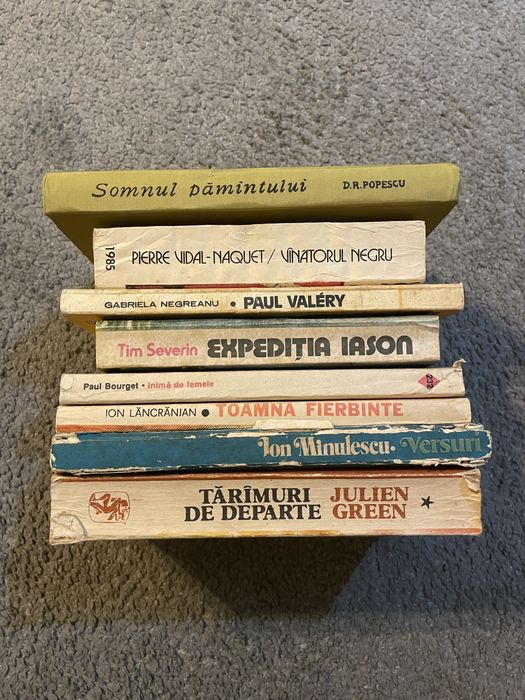 Somnul pămîntului D.R. POPESCU
1985 PIERRE VIDAL-NAQUET / VÎNATORUL NEGRU
GABRIELA NEGREANU • PAUL VALÉRY
Tim Severin EXPEDIȚIA IASON
Paul Bourget • inimă de femeie 232
ION LĂNCRĂNJAN • TOAMNA FIERBINTE
Ion Minulescu. Versuri
TĂRÎMURI DE DEPARTE JULIEN GREEN *